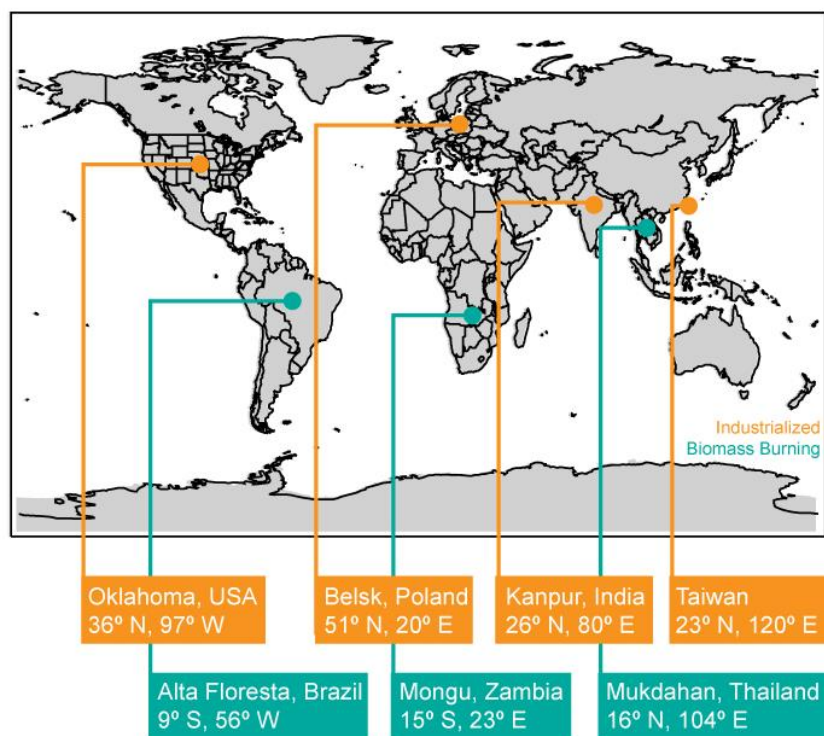 Industrialized
Biomass Burning
Oklahoma, USA
36º N, 97º W
Belsk, Poland
51º N, 20º E
Kanpur, India
26º N, 80º E
Taiwan
23º N, 120º E
Alta Floresta, Brazil
9º S, 56º W
Mongu, Zambia
15º S, 23º E
Mukdahan, Thailand
16º N, 104º E